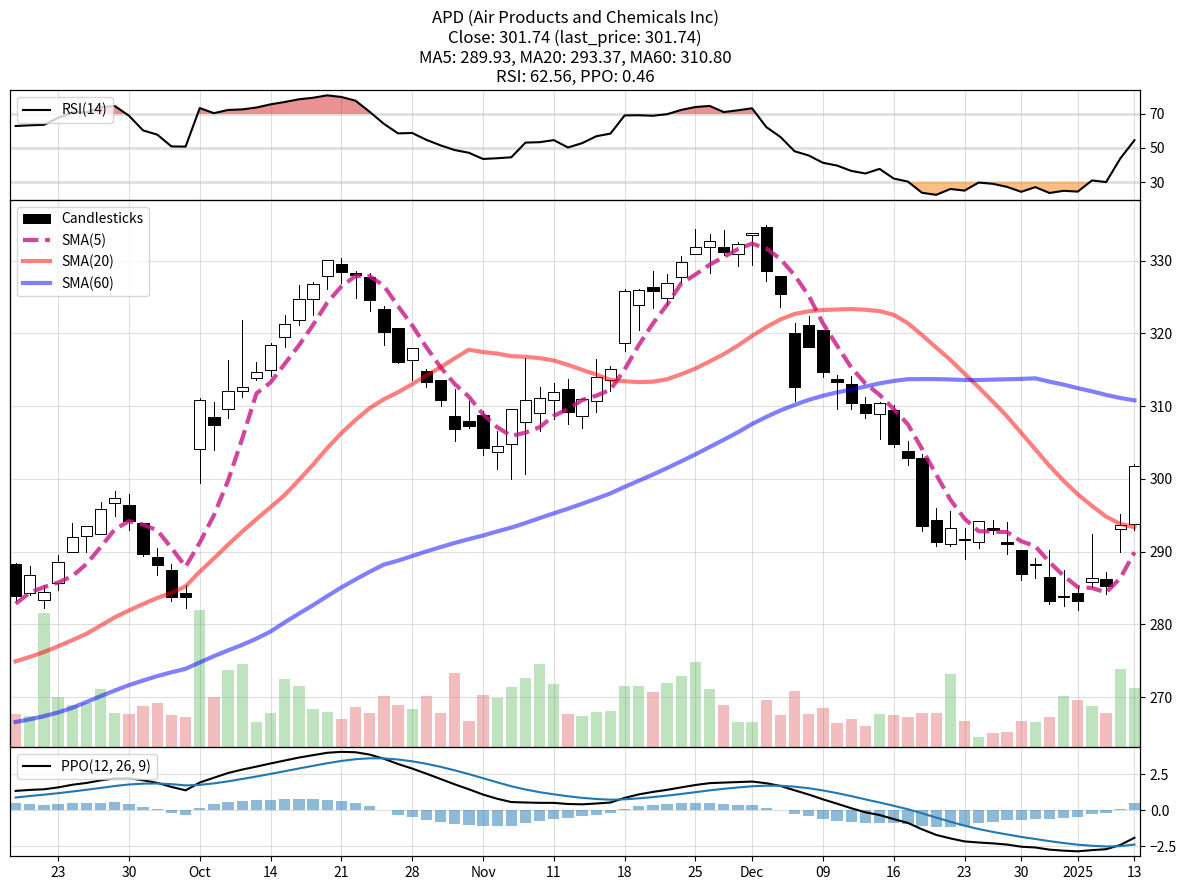 APD (Air Products and Chemicals Inc)
Close: 301.74 (last_price: 301.74)
MA5: 289.93, MA20: 293.37, MA60: 310.80
RSI: 62.56, PPO: 0.46
RSI(14)
70
50
30
Candlesticks
SMA(5)
SMA(20)
SMA(60)
330
320
310
300
290
280
270
PPO(12, 26, 9)
2.5
0.0
−2.5
23 30 Oct 14 21 28 Nov 11 18 25 Dec 09 16 23 30 2025 13